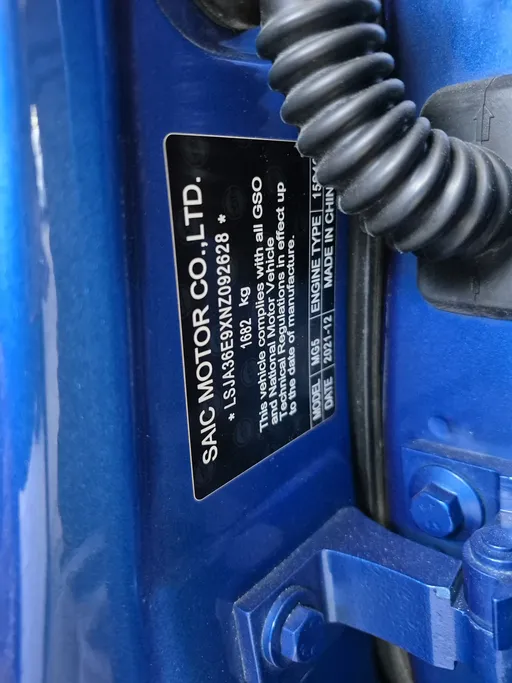 SAIC MOTOR CO.,LTD.
* LSJA36E9XNZ092628 *
1682 kg
This vehicle complies with all GSO
and National Motor Vehicle
Technical Regulations in effect up
to the date of manufacture.
MODEL MG5 ENGINE TYPE
DATE 2021-12 MADE IN CHINA